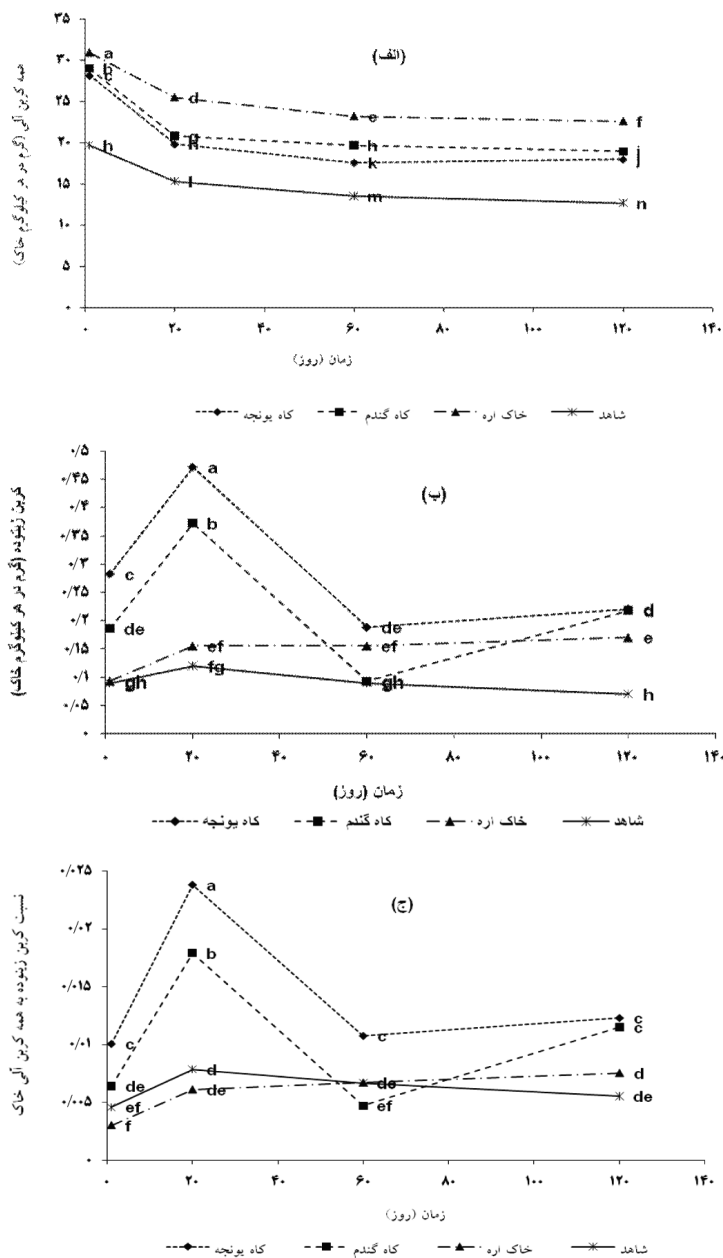 (الف)
همه کربن آلی (گرم در هر کیلوگرم خاک)
۳۵
۳۰
۲۵
۲۰
۱۵
۱۰
۵
۰
a
b
c
d
g
e
h
k
f
j
j
h
l
m
n
۰ ۲۰ ۴۰ ۶۰ ۸۰ ۱۰۰ ۱۲۰ ۱۴۰
زمان (روز)
کاه یونجه کاه گندم خاک اره شاهد
(ب)
کربن زیتوده (گرم در هر کیلوگرم خاک)
۰/۵
۰/۴۵
۰/۴
۰/۳۵
۰/۳
۰/۲۵
۰/۲
۰/۱۵
۰/۱
۰/۰۵
۰
a
b
c
de
de
d
ef
ef
e
gh
fg
gh
h
۰ ۲۰ ۴۰ ۶۰ ۸۰ ۱۰۰ ۱۲۰ ۱۴۰
زمان (روز)
کاه یونجه کاه گندم خاک اره شاهد
(ج)
نسبت کربن زیتوده به همه کربن آلی خاک
۰/۰۲۵
۰/۰۲
۰/۰۱۵
۰/۰۱
۰/۰۰۵
۰
a
b
c
c
c
c
de
d
de
d
ef
f
de
ef
de
۰ ۲۰ ۴۰ ۶۰ ۸۰ ۱۰۰ ۱۲۰ ۱۴۰
زمان (روز)
کاه یونجه کاه گندم خاک اره شاهد